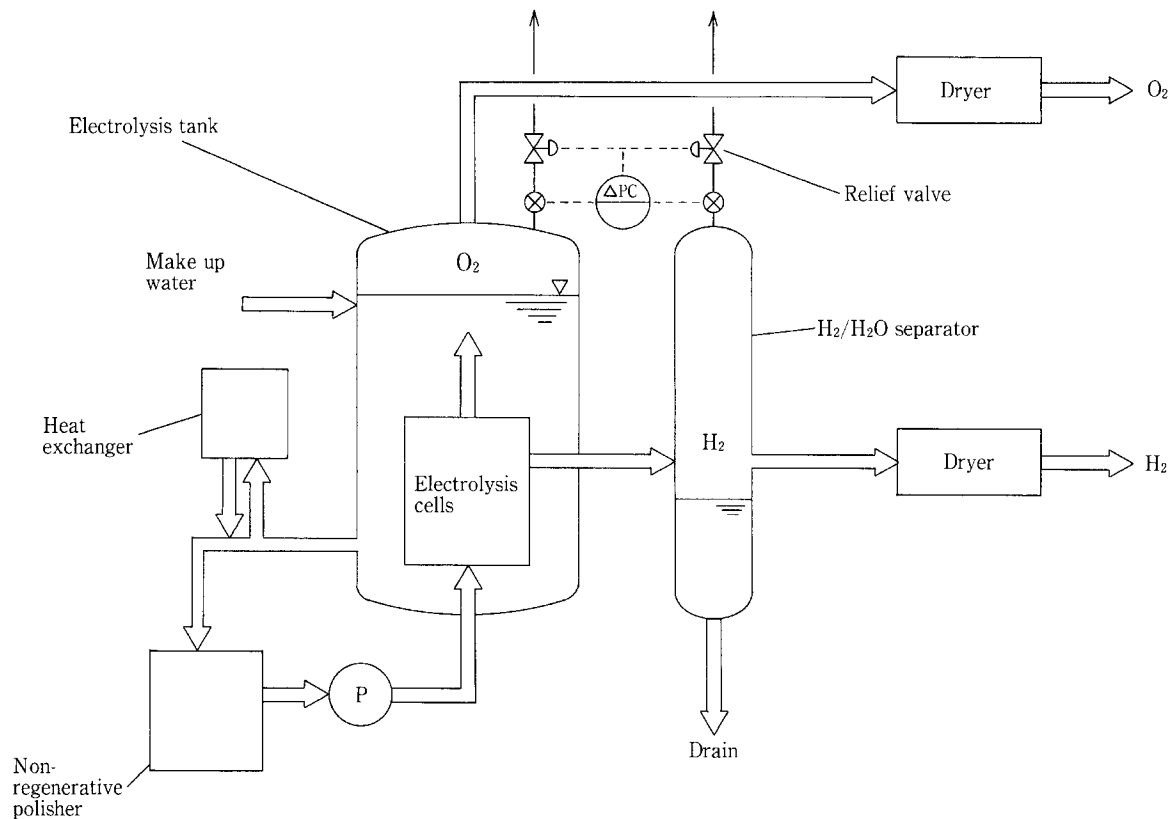 Dryer
O₂
Electrolysis tank
ΔPC
Relief valve
O₂
Make up
water
H₂/H₂O separator
Heat
exchanger
H₂
Electrolysis
cells
Dryer
H₂
P
Drain
Non-
regenerative
polisher